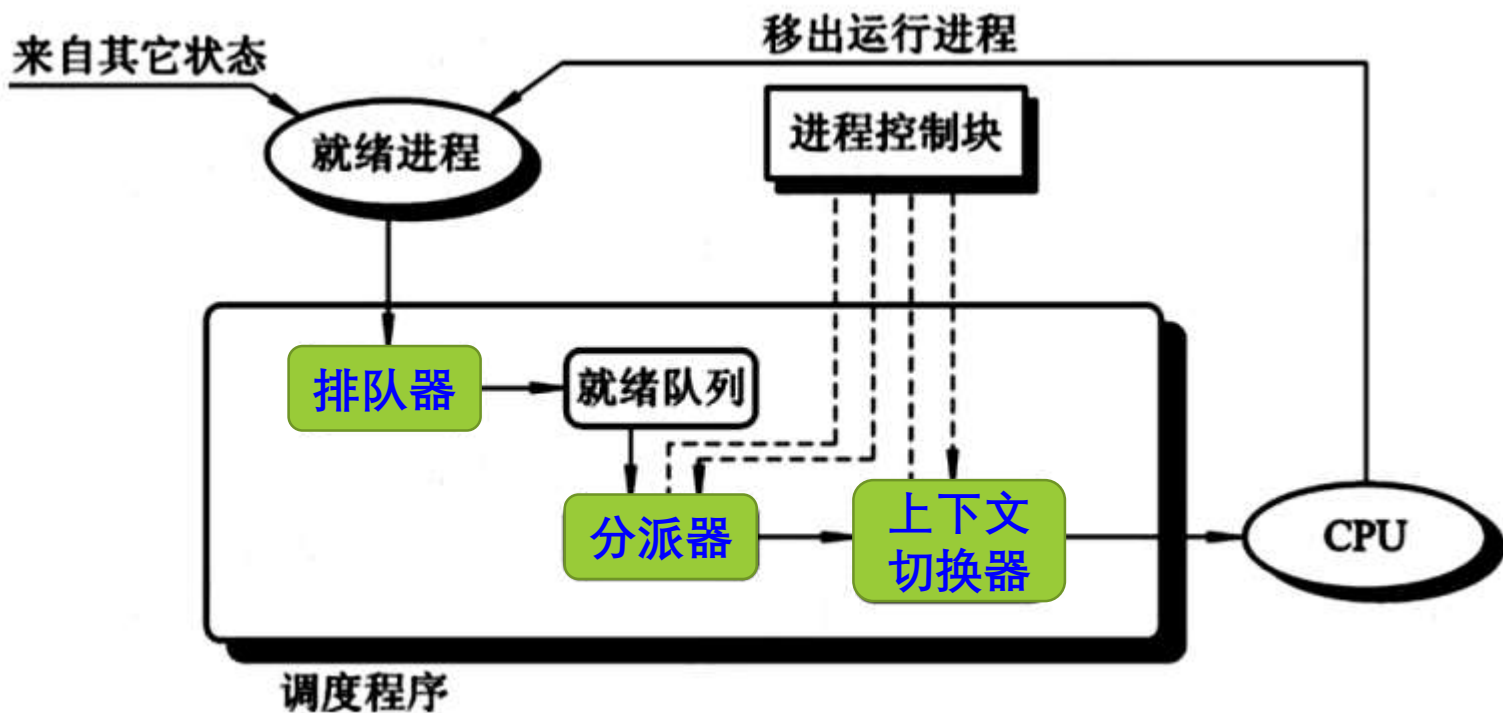 移出运行进程
来自其它状态
进程控制块
就绪进程
排队器
就绪队列
分派器
上下文
切换器
CPU
调度程序